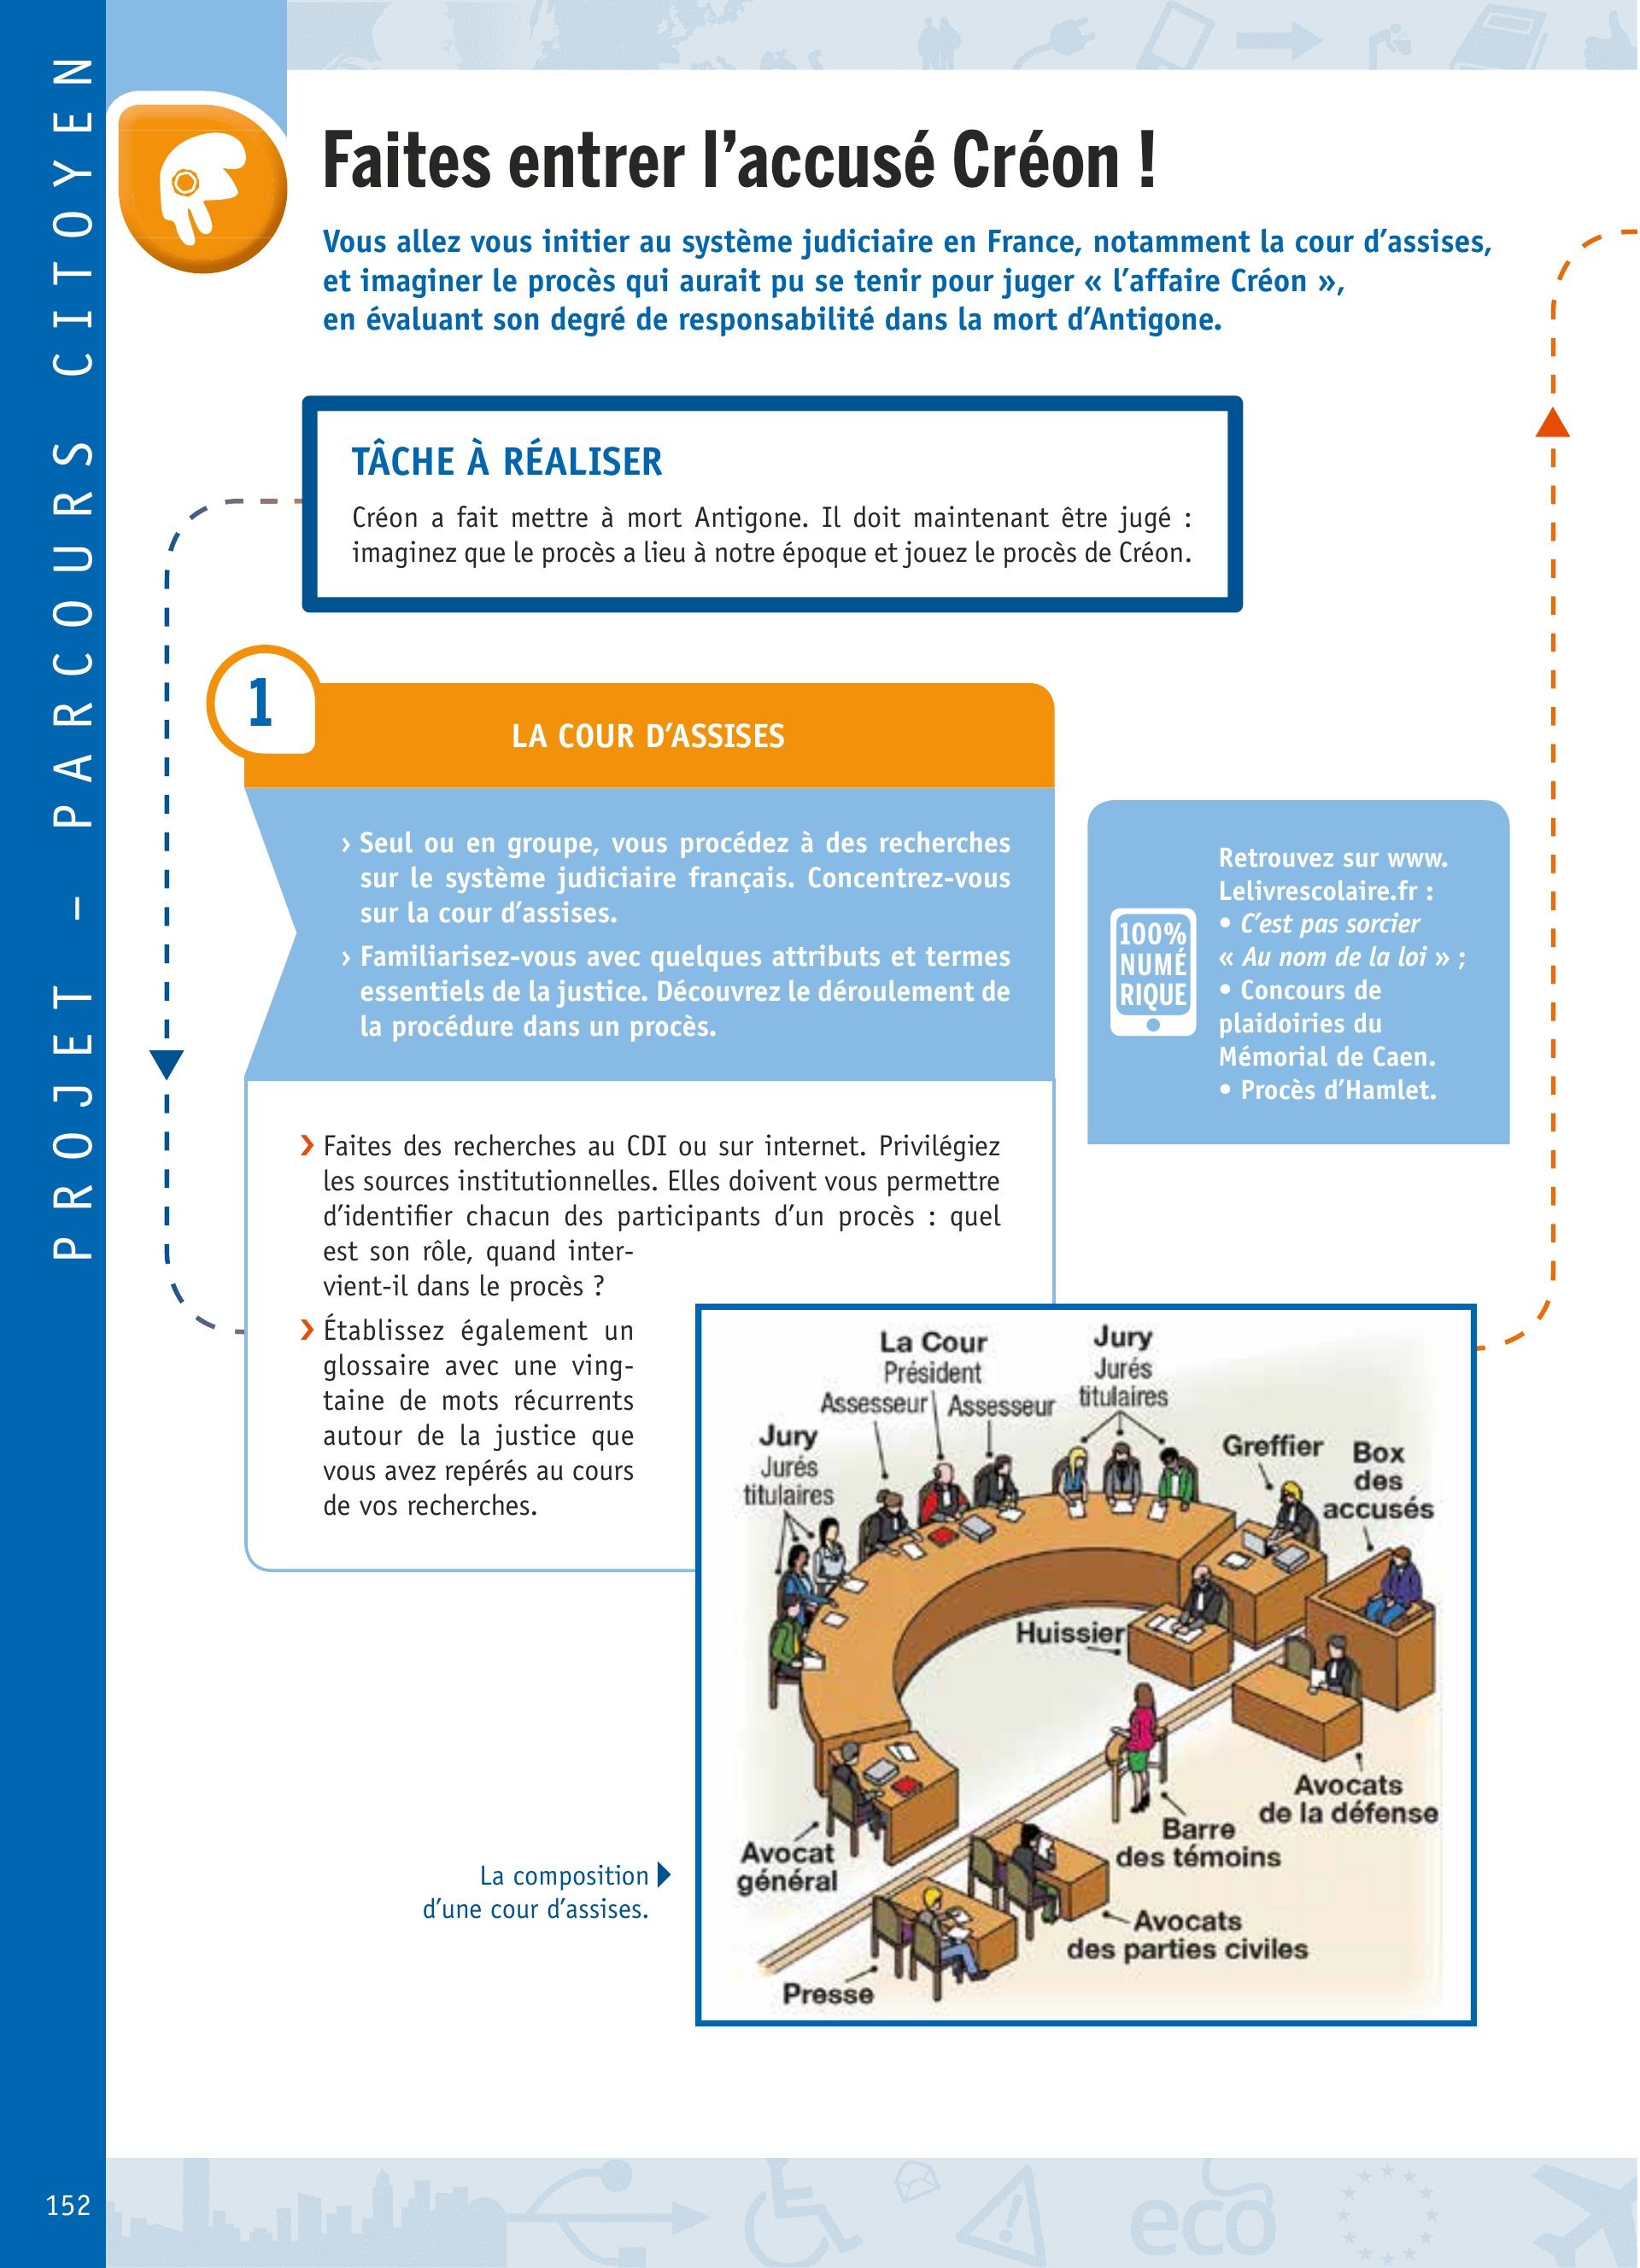 PROJET – PARCOURS CITOYEN
Faites entrer l’accusé Créon !
Vous allez vous initier au système judiciaire en France, notamment la cour d’assises,
et imaginer le procès qui aurait pu se tenir pour juger « l’affaire Créon »,
en évaluant son degré de responsabilité dans la mort d’Antigone.
TÂCHE À RÉALISER
Créon a fait mettre à mort Antigone. Il doit maintenant être jugé :
imaginez que le procès a lieu à notre époque et jouez le procès de Créon.
1
LA COUR D’ASSISES
› Seul ou en groupe, vous procédez à des recherches
sur le système judiciaire français. Concentrez-vous
sur la cour d’assises.
› Familiarisez-vous avec quelques attributs et termes
essentiels de la justice. Découvrez le déroulement de
la procédure dans un procès.
100%
NUMÉ
RIQUE
Retrouvez sur www.
Lelivrescolaire.fr :
• C’est pas sorcier
« Au nom de la loi » ;
• Concours de
plaidoiries du
Mémorial de Caen.
• Procès d’Hamlet.
› Faites des recherches au CDI ou sur internet. Privilégiez
les sources institutionnelles. Elles doivent vous permettre
d’identifier chacun des participants d’un procès : quel
est son rôle, quand inter-
vient-il dans le procès ?
› Établissez également un
glossaire avec une ving-
taine de mots récurrents
autour de la justice que
vous avez repérés au cours
de vos recherches.
La Cour
Président
Assesseur Assesseur
Jury
Jurés
titulaires
Jury
Jurés
titulaires
Greffier
Box
des
accusés
Huissier
Avocats
de la défense
Barre
des témoins
Avocat
général
Avocats
des parties civiles
Presse
La composition
d’une cour d’assises.
152
eco